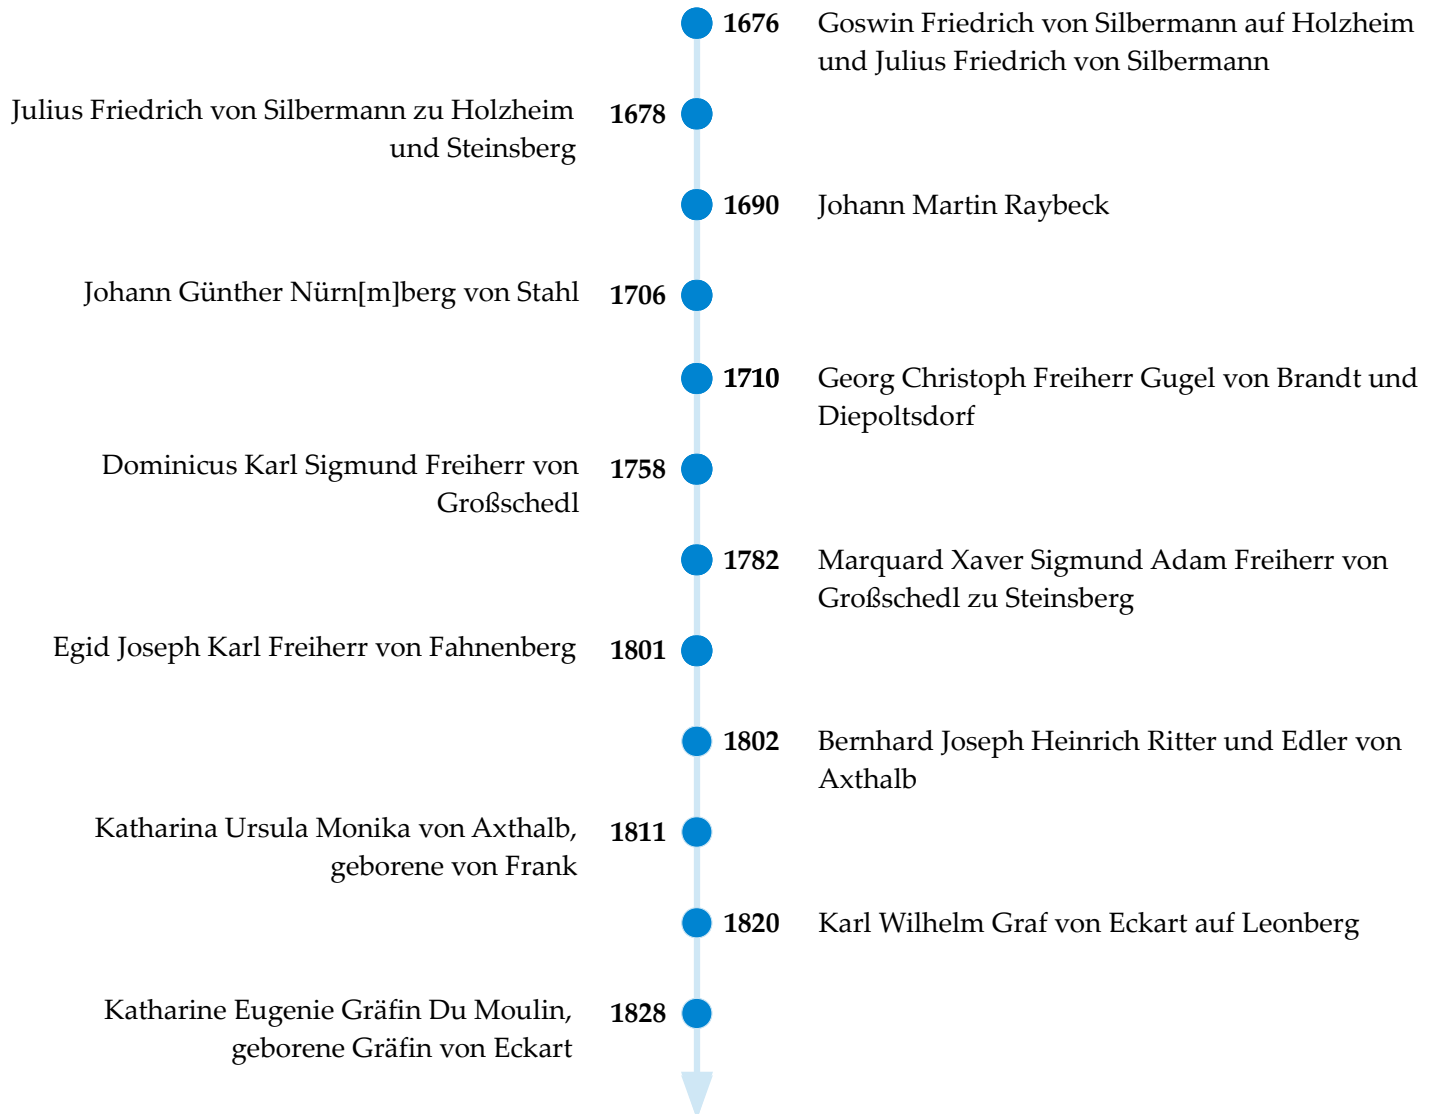 1676 Goswin Friedrich von Silbermann auf Holzheim
und Julius Friedrich von Silbermann
Julius Friedrich von Silbermann zu Holzheim 1678
und Steinsberg
1690 Johann Martin Raybeck
Johann Günther Nürn[m]berg von Stahl 1706
1710 Georg Christoph Freiherr Gugel von Brandt und
Diepoltsdorf
Dominicus Karl Sigmund Freiherr von 1758
Großschedl
1782 Marquard Xaver Sigmund Adam Freiherr von
Großschedl zu Steinsberg
Egid Joseph Karl Freiherr von Fahnenberg 1801
1802 Bernhard Joseph Heinrich Ritter und Edler von
Axthalb
Katharina Ursula Monika von Axthalb, 1811
geborene von Frank
1820 Karl Wilhelm Graf von Eckart auf Leonberg
Katharine Eugenie Gräfin Du Moulin, 1828
geborene Gräfin von Eckart